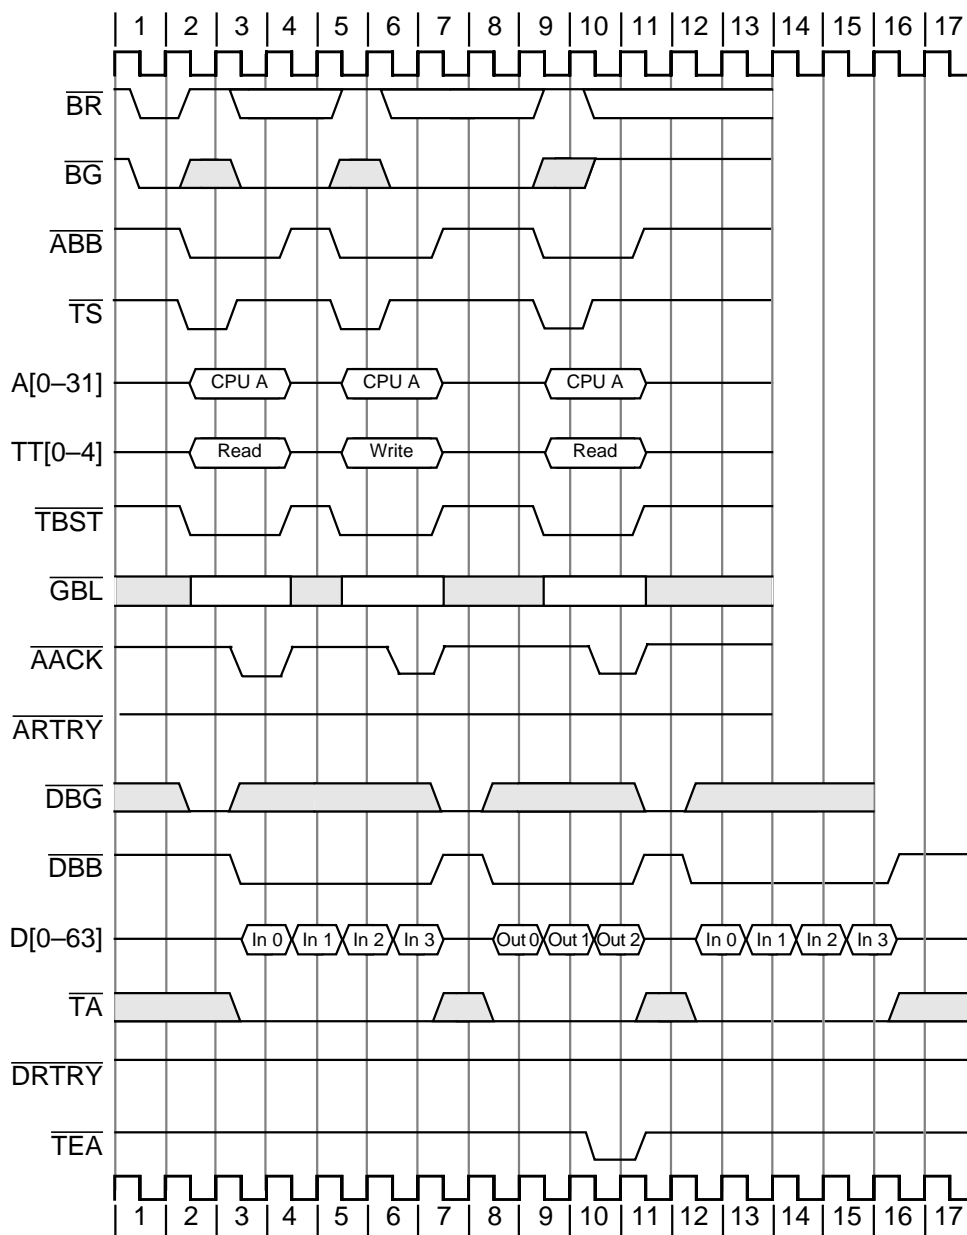 1 2 3 4 5 6 7 8 9 10 11 12 13 14 15 16 17
BR
BG
ABB
TS
A[0–31] CPU A CPU A CPU A
TT[0–4] Read Write Read
TBST
GBL
AACK
ARTRY
DBG
DBB
D[0–63] In 0 In 1 In 2 In 3 Out 0 Out 1 Out 2 In 0 In 1 In 2 In 3
TA
DRTRY
TEA
1 2 3 4 5 6 7 8 9 10 11 12 13 14 15 16 17